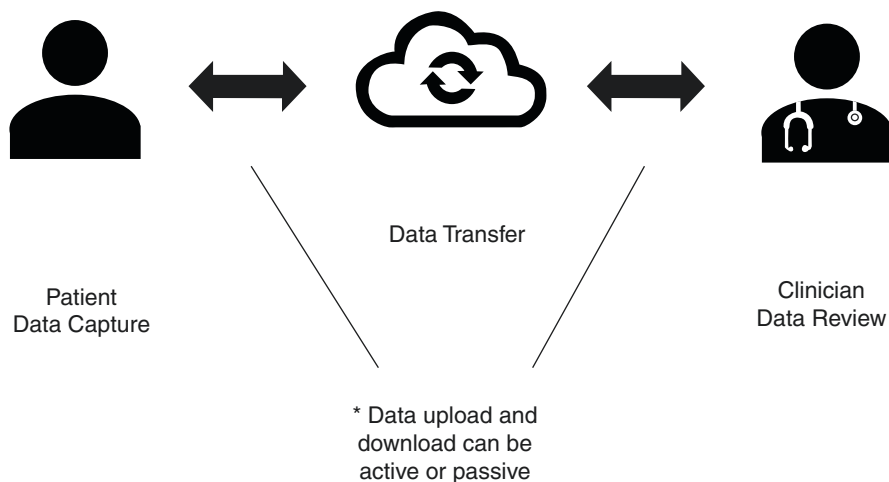 Data Transfer
Patient
Data Capture
Clinician
Data Review
* Data upload and
download can be
active or passive